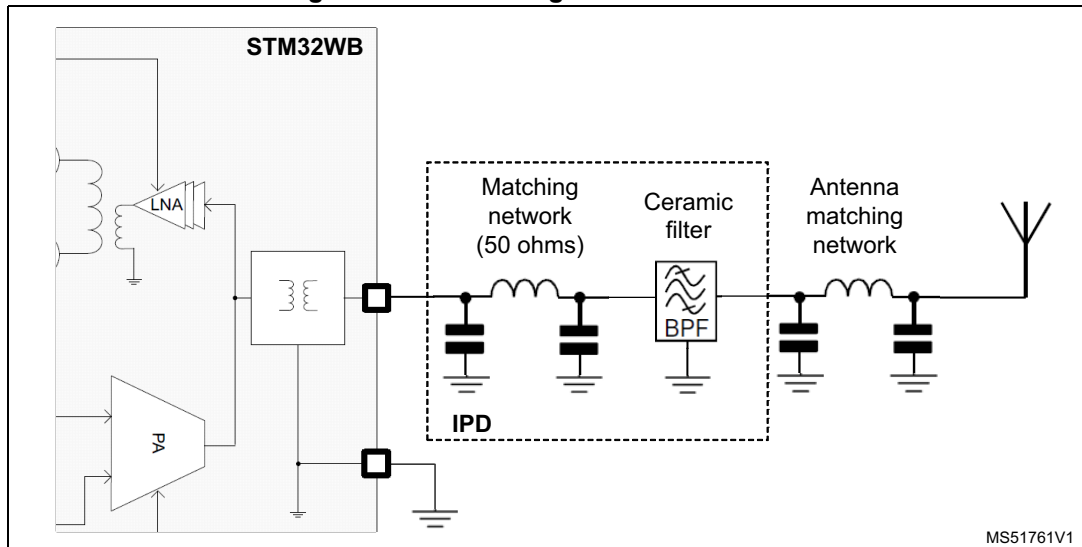 STM32WB
LNA
PA
Matching
network
(50 ohms)
Ceramic
filter
BPF
IPD
Antenna
matching
network
MS51761V1